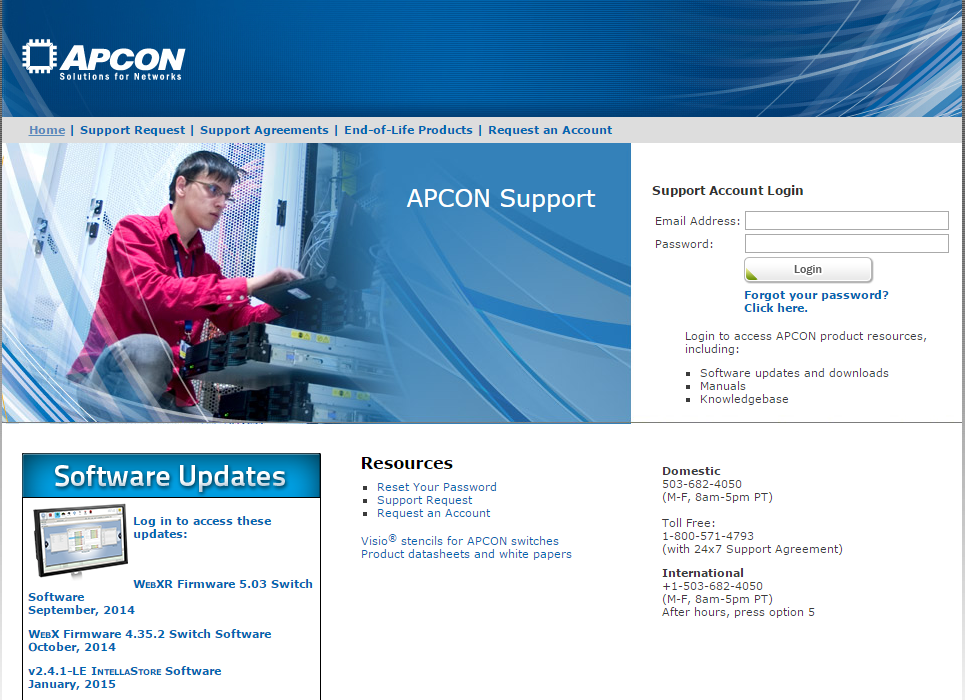 APCON
Solutions for Networks
Home | Support Request | Support Agreements | End-of-Life Products | Request an Account
APCON Support
Support Account Login
Email Address:
Password:
Login
Forgot your password?
Click here.
Login to access APCON product resources,
including:
Software updates and downloads
Manuals
Knowledgebase
Software Updates
Log in to access these
updates:
WebXR Firmware 5.03 Switch
Software
September, 2014
WebX Firmware 4.35.2 Switch Software
October, 2014
v2.4.1-LE IntellaStore Software
January, 2015
Resources
Reset Your Password
Support Request
Request an Account
Visio® stencils for APCON switches
Product datasheets and white papers
Domestic
503-682-4050
(M-F, 8am-5pm PT)
Toll Free:
1-800-571-4793
(with 24x7 Support Agreement)
International
+1-503-682-4050
(M-F, 8am-5pm PT)
After hours, press option 5